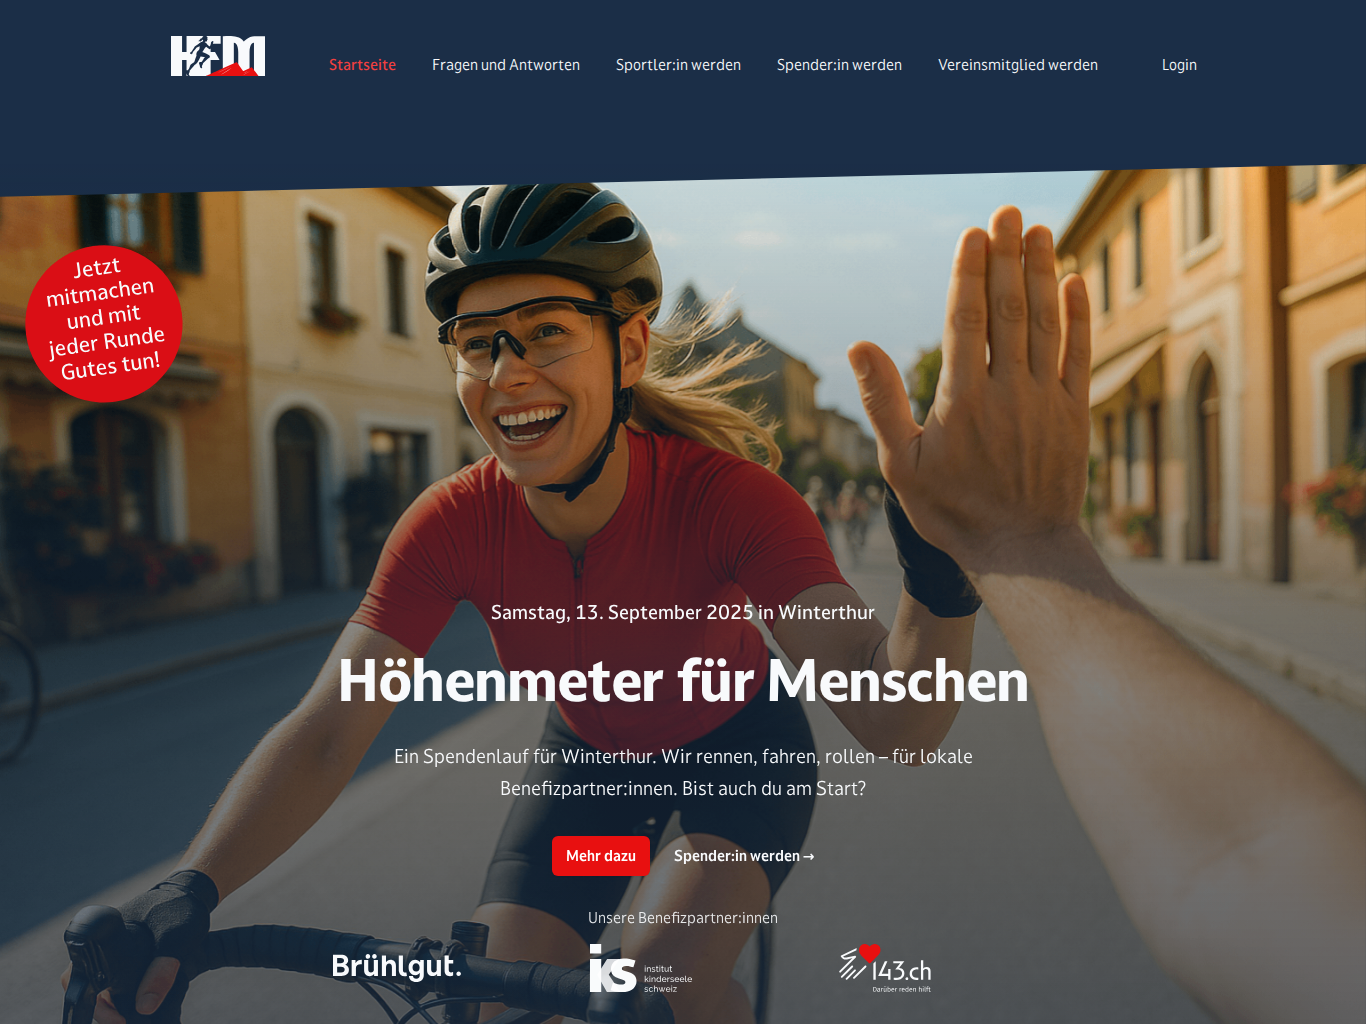 HFM
Startseite
Fragen und Antworten
Sportler:in werden
Spender:in werden
Vereinsmitglied werden
Login
Jetzt
mitmachen
und mit
jeder Runde
Gutes tun!
Samstag, 13. September 2025 in Winterthur
Höhenmeter für Menschen
Ein Spendenlauf für Winterthur. Wir rennen, fahren, rollen – für lokale
Benefizpartner:innen. Bist auch du am Start?
Mehr dazu
Spender:in werden →
Unsere Benefizpartner:innen
Brühlgut.
iks
institut
kinderseele
schweiz
143.ch
Darüber reden hilft